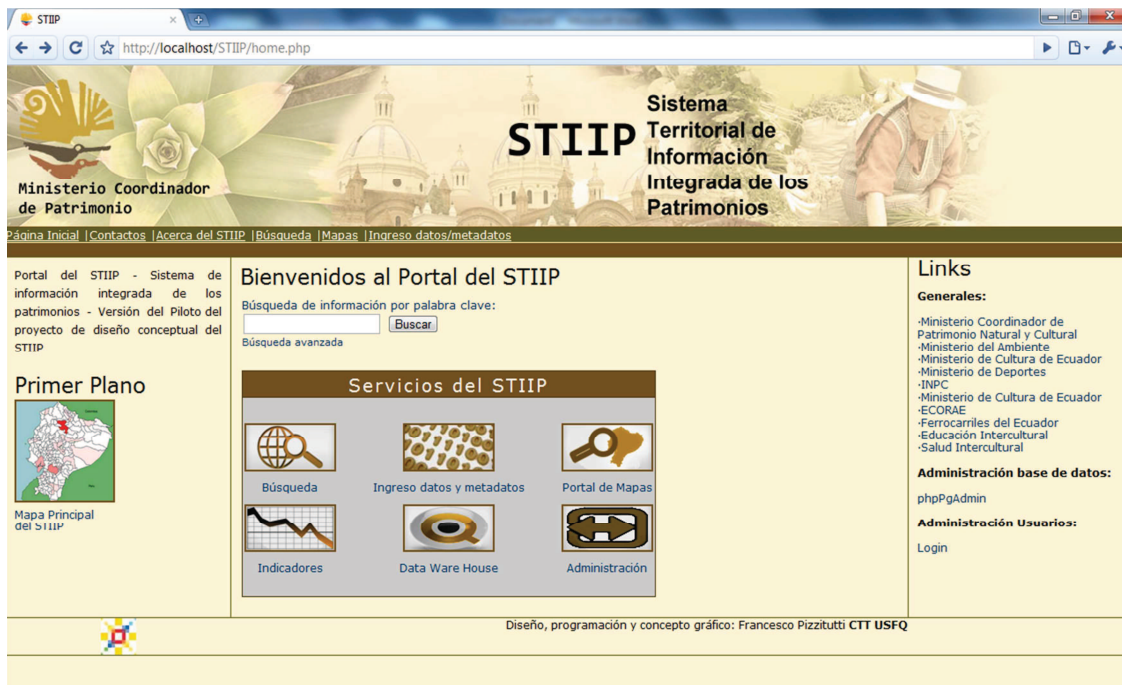 STIIP
http://localhost/STIIP/home.php
Ministerio Coordinador
de Patrimonio
STIIP
Sistema
Territorial de
Información
Integrada de los
Patrimonios
Página Inicial |Contactos |Acerca del STIIP |Búsqueda |Mapas |Ingreso datos/metadatos
Portal del STIIP - Sistema de
información integrada de los
patrimonios - Versión del Piloto del
proyecto de diseño conceptual del
STIIP
Primer Plano
Mapa Principal
del STIIP
Bienvenidos al Portal del STIIP
Búsqueda de información por palabra clave:
Buscar
Búsqueda avanzada
Servicios del STIIP
Búsqueda
Ingreso datos y metadatos
Portal de Mapas
Indicadores
Data Ware House
Administración
Links
Generales:
·Ministerio Coordinador de
Patrimonio Natural y Cultural
·Ministerio del Ambiente
·Ministerio de Cultura de Ecuador
·Ministerio de Deportes
·INPC
·Ministerio de Cultura de Ecuador
·ECORAE
·Ferrocarriles del Ecuador
·Educación Intercultural
·Salud Intercultural
Administración base de datos:
phpPgAdmin
Administración Usuarios:
Login
Diseño, programación y concepto gráfico: Francesco Pizzitutti CTT USFQ